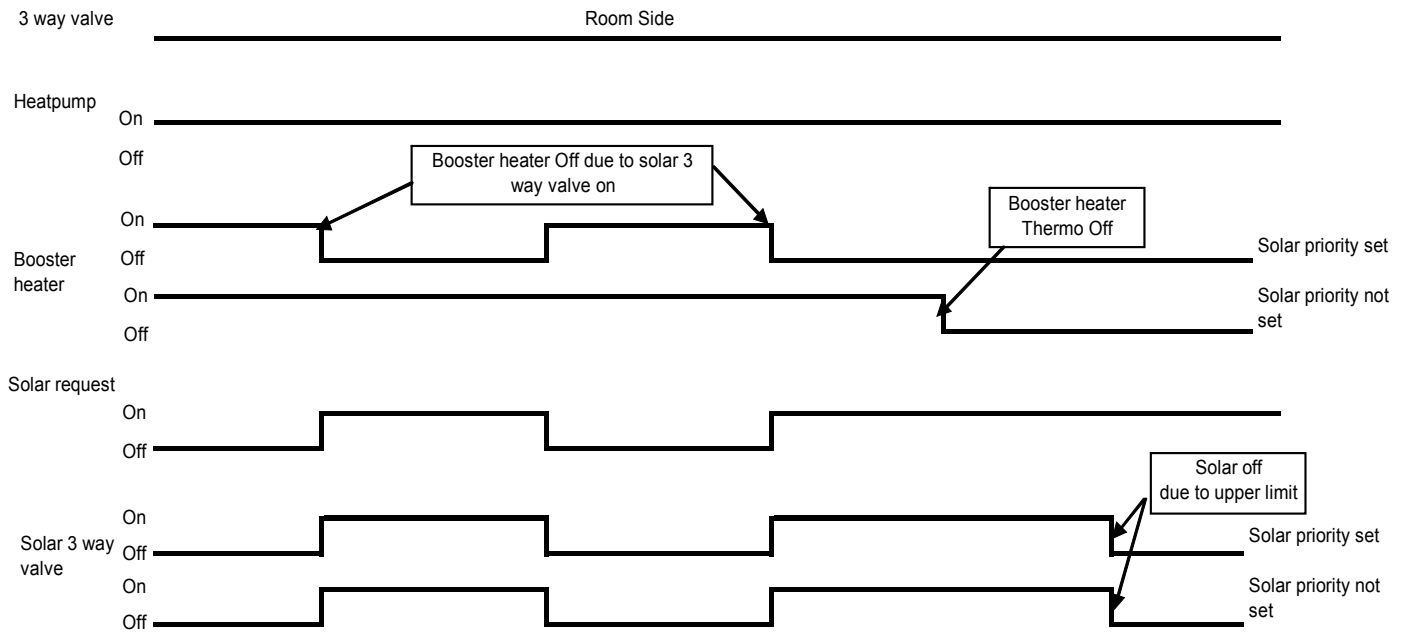 3 way valve
Room Side
Heatpump
On
Off
Booster heater Off due to solar 3
way valve on
Booster heater
Thermo Off
On
Booster
heater
Off
Solar priority set
On
Solar priority not
set
Off
Solar request
On
Off
Solar off
due to upper limit
On
Solar 3 way
valve
Off
Solar priority set
On
Solar priority not
set
Off